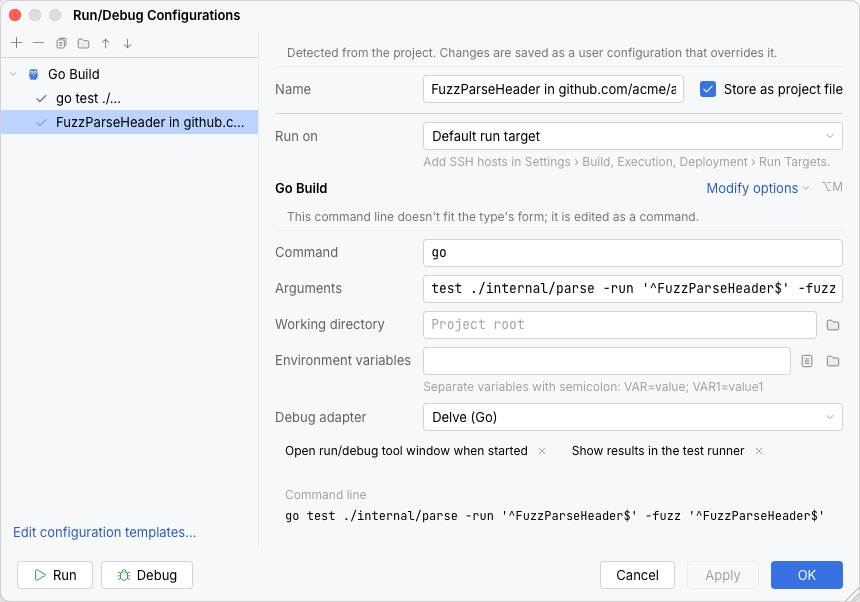 Run/Debug Configurations
Detected from the project. Changes are saved as a user configuration that overrides it.
Go Build
go test ./...
FuzzParseHeader in github.c...
Name
FuzzParseHeader in github.com/acme/a
Store as project file
Run on
Default run target
Add SSH hosts in Settings › Build, Execution, Deployment › Run Targets.
Go Build
Modify options
⌥M
This command line doesn't fit the type's form; it is edited as a command.
Command
go
Arguments
test ./internal/parse -run '^FuzzParseHeader$' -fuzz
Working directory
Project root
Environment variables
Separate variables with semicolon: VAR=value; VAR1=value1
Debug adapter
Delve (Go)
Open run/debug tool window when started
Show results in the test runner
Command line
go test ./internal/parse -run '^FuzzParseHeader$' -fuzz '^FuzzParseHeader$'
Edit configuration templates...
Run
Debug
Cancel
Apply
OK